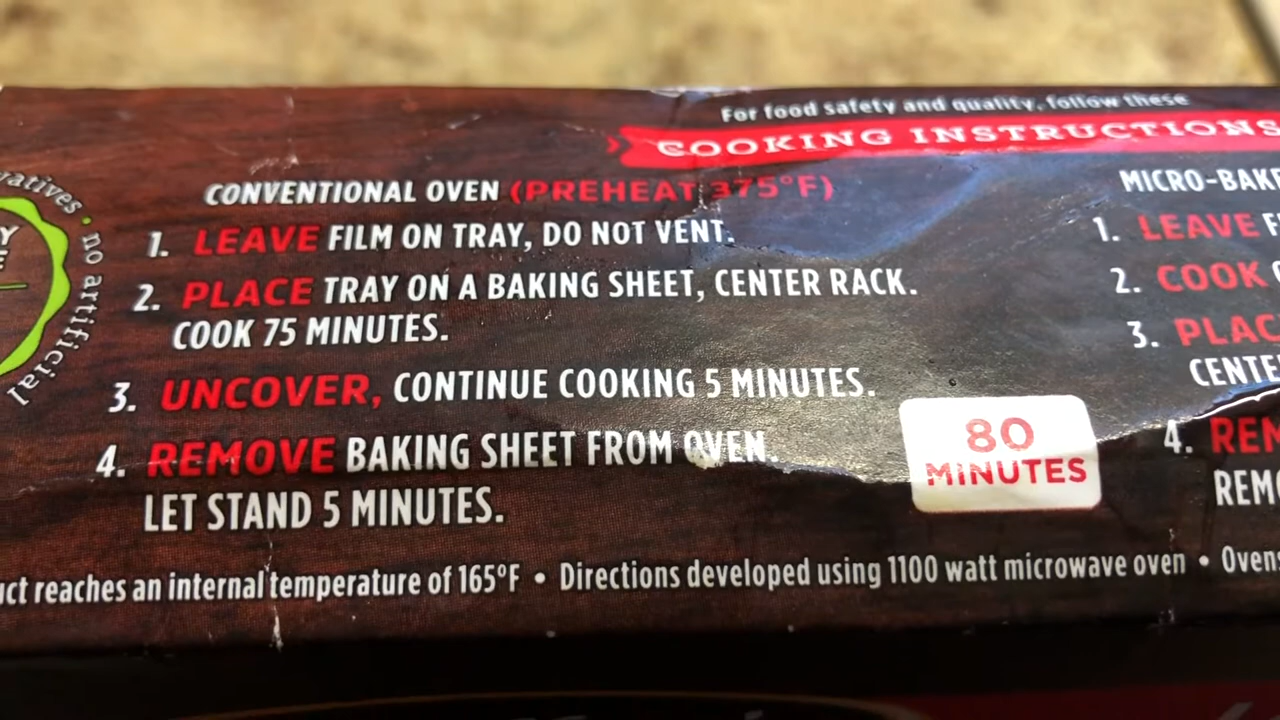 For food safety and quality, follow these
COOKING INSTRUCTIONS
CONVENTIONAL OVEN (PREHEAT 375°F)
1. LEAVE FILM ON TRAY, DO NOT VENT.
2. PLACE TRAY ON A BAKING SHEET, CENTER RACK.
COOK 75 MINUTES.
3. UNCOVER, CONTINUE COOKING 5 MINUTES.
4. REMOVE BAKING SHEET FROM OVEN.
LET STAND 5 MINUTES.
80
MINUTES
MICRO-BAKE
1. LEAVE
2. COOK
3. PLAC
CENTE
4. REM
REMO
uct reaches an internal temperature of 165°F • Directions developed using 1100 watt microwave oven • Ovens
vatives • no artificial